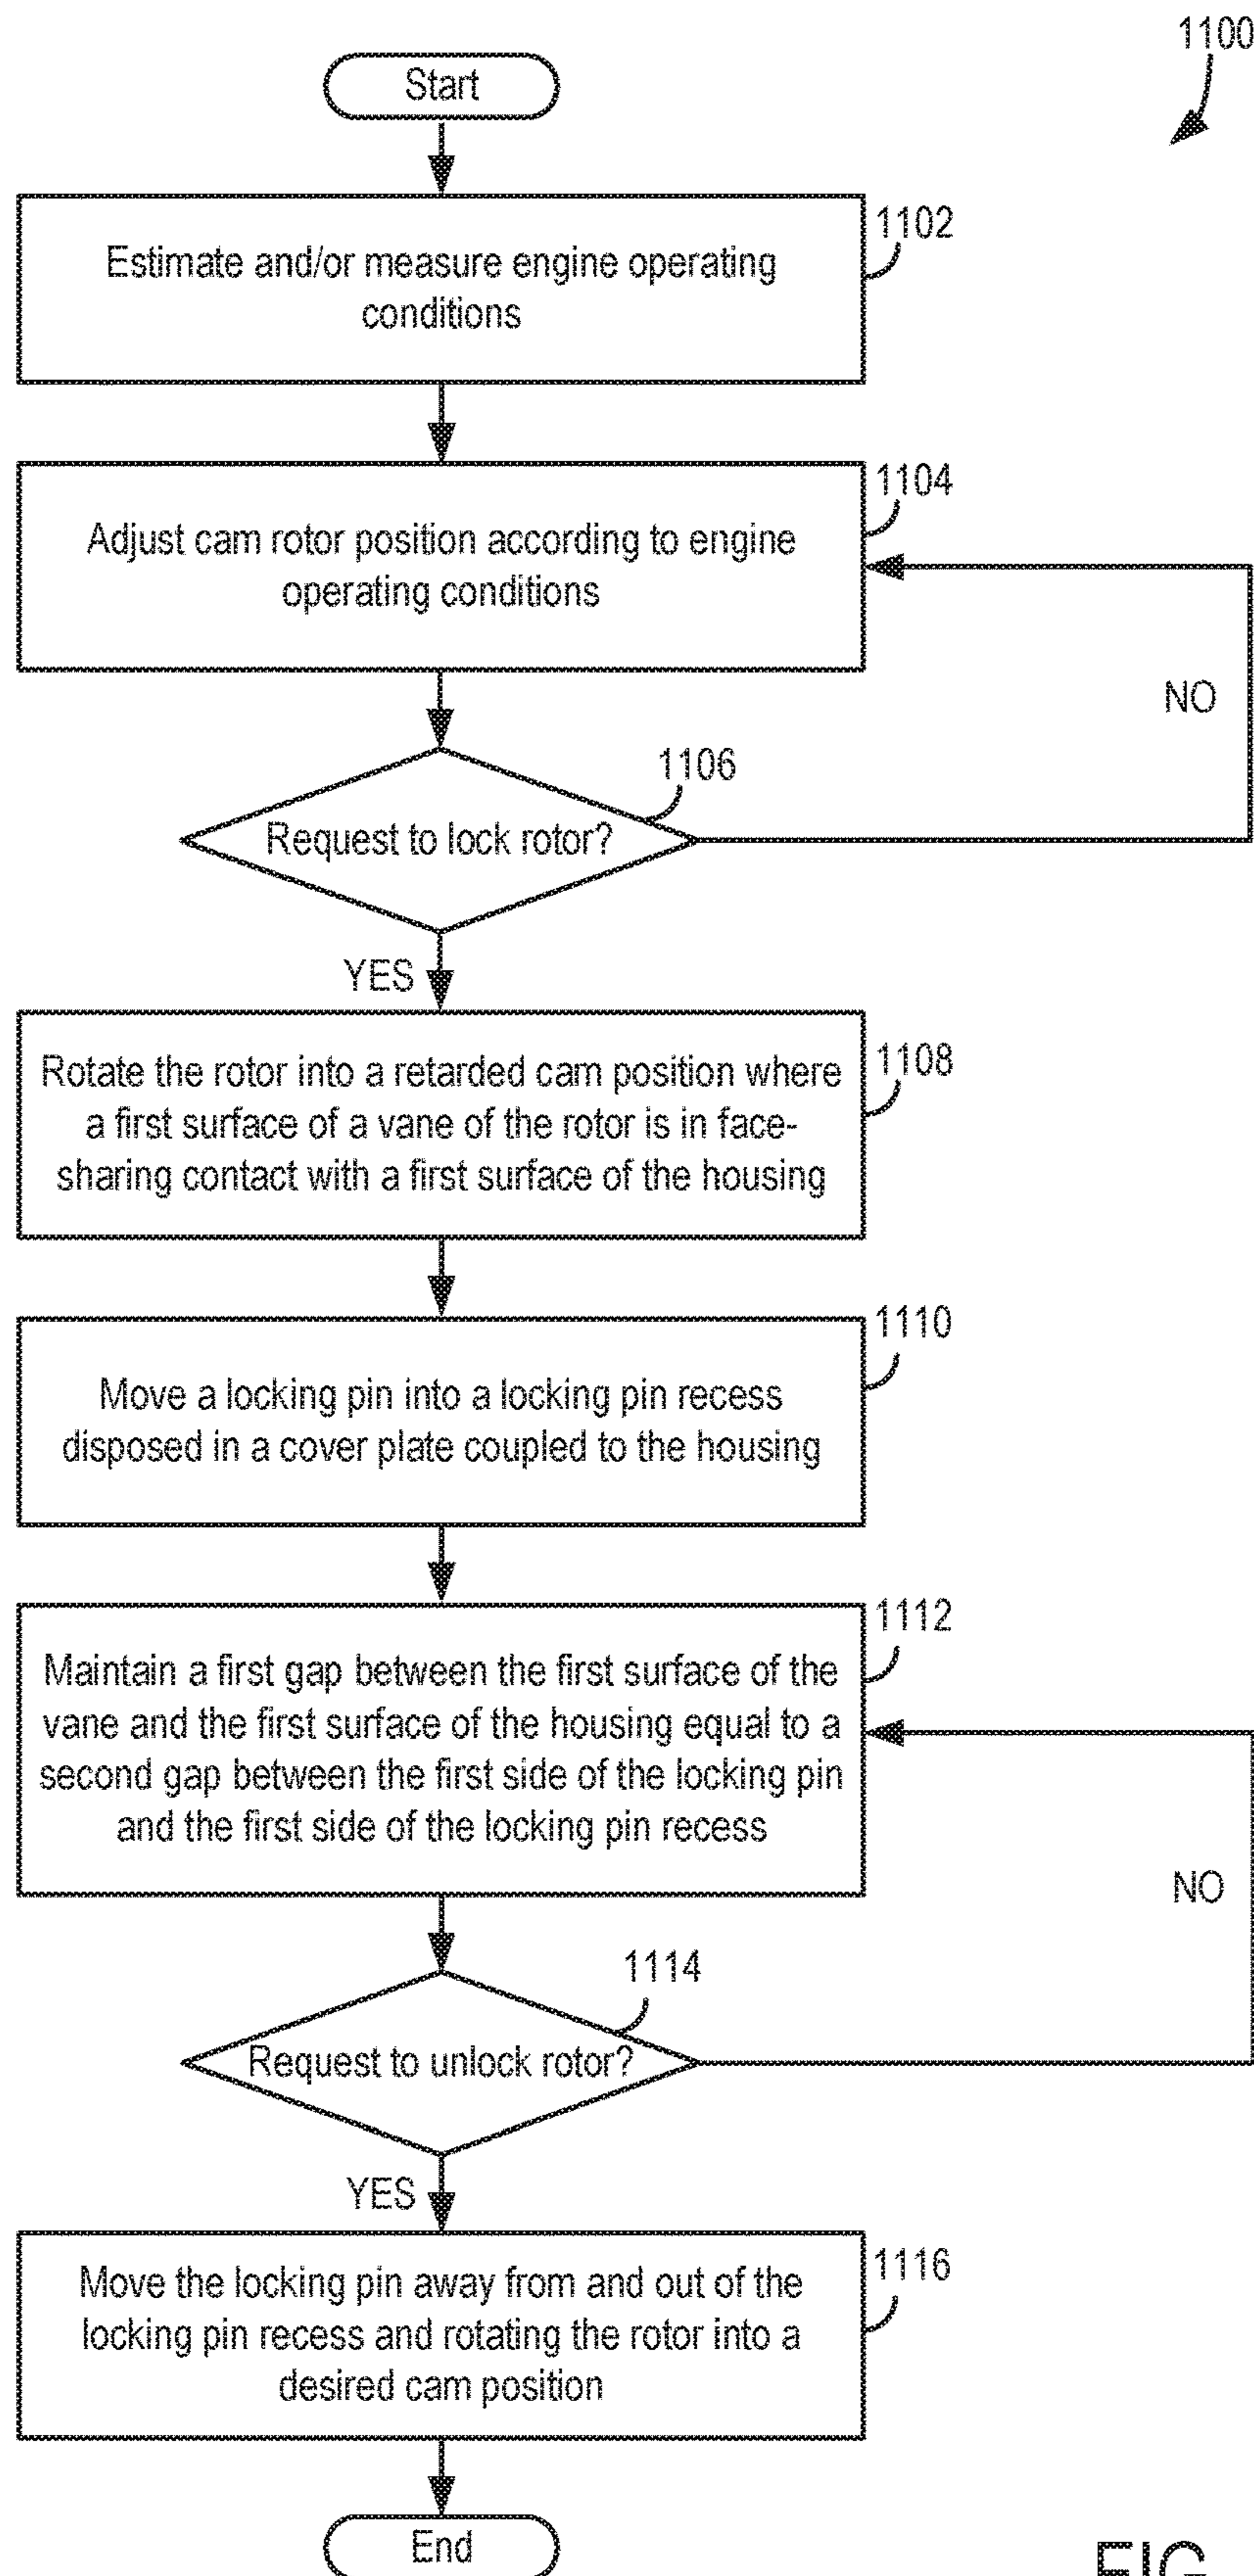 1100
Start
1102
Estimate and/or measure engine operating
conditions
1104
Adjust cam rotor position according to engine
operating conditions
NO
1106
Request to lock rotor?
YES
1108
Rotate the rotor into a retarded cam position where
a first surface of a vane of the rotor is in face-
sharing contact with a first surface of the housing
1110
Move a locking pin into a locking pin recess
disposed in a cover plate coupled to the housing
1112
Maintain a first gap between the first surface of the
vane and the first surface of the housing equal to a
second gap between the first side of the locking pin
and the first side of the locking pin recess
NO
1114
Request to unlock rotor?
YES
1116
Move the locking pin away from and out of the
locking pin recess and rotating the rotor into a
desired cam position
End
FIG